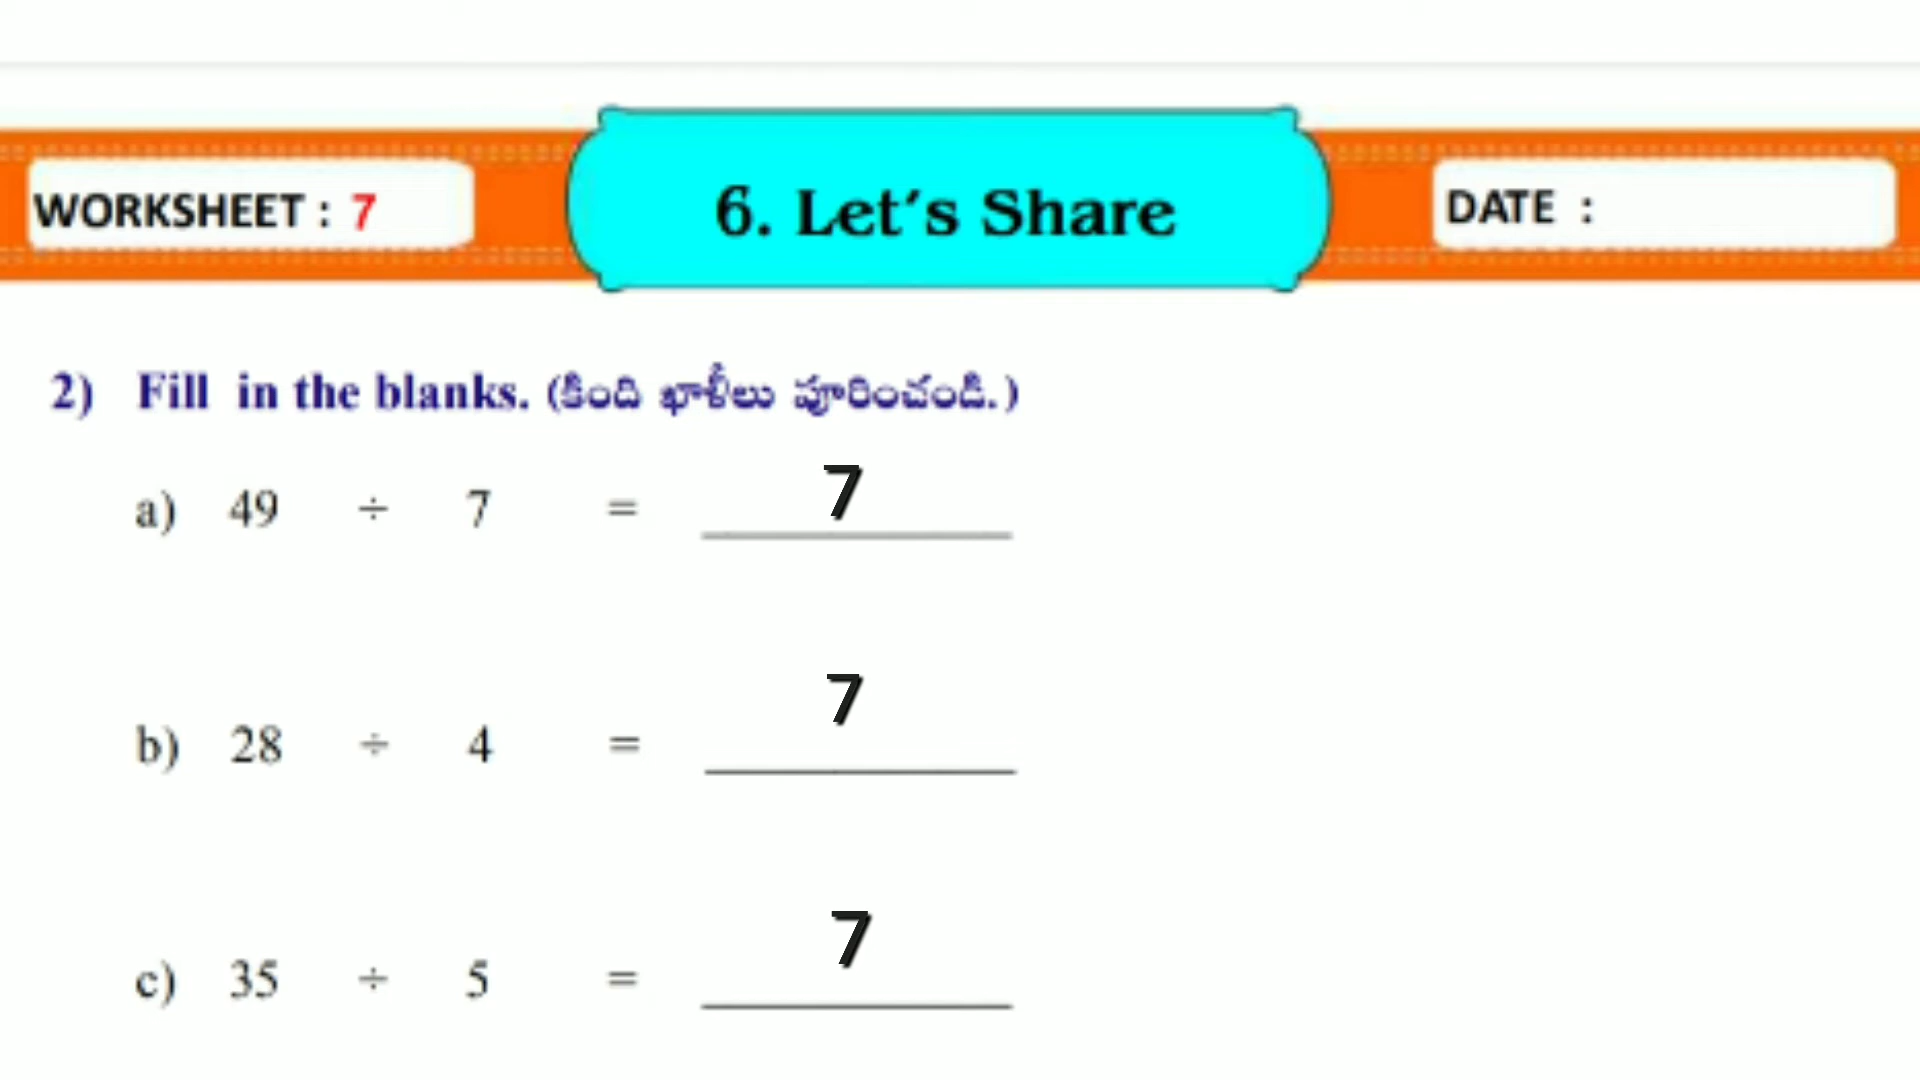 WORKSHEET : 7
6. Let's Share
DATE :
2) Fill in the blanks. (కింది ఖాళీలు పూరించండి.)
a) 49 ÷ 7 = 7
b) 28 ÷ 4 = 7
c) 35 ÷ 5 = 7